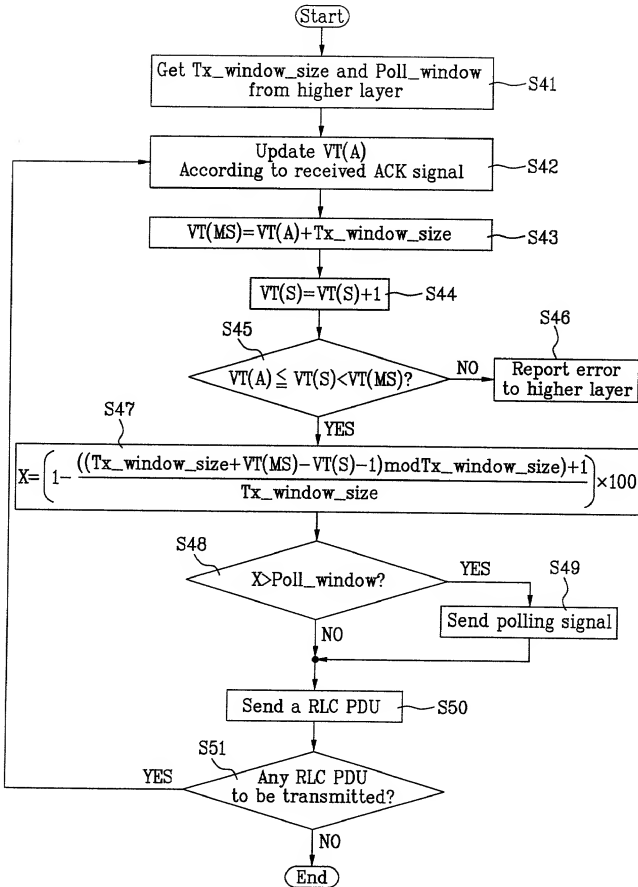 Start
Get Tx_window_size and Poll_window
from higher layer
S41
Update VT(A)
According to received ACK signal
S42
VT(MS)=VT(A)+Tx_window_size
S43
VT(S)=VT(S)+1
S44
S45
VT(A)≦VT(S)<VT(MS)?
NO
S46
Report error
to higher layer
YES
S47
X=(1-((Tx_window_size+VT(MS)-VT(S)-1)modTx_window_size)+1
Tx_window_size)×100
S48
X>Poll_window?
YES
S49
Send polling signal
NO
Send a RLC PDU
S50
S51
YES
Any RLC PDU
to be transmitted?
NO
End